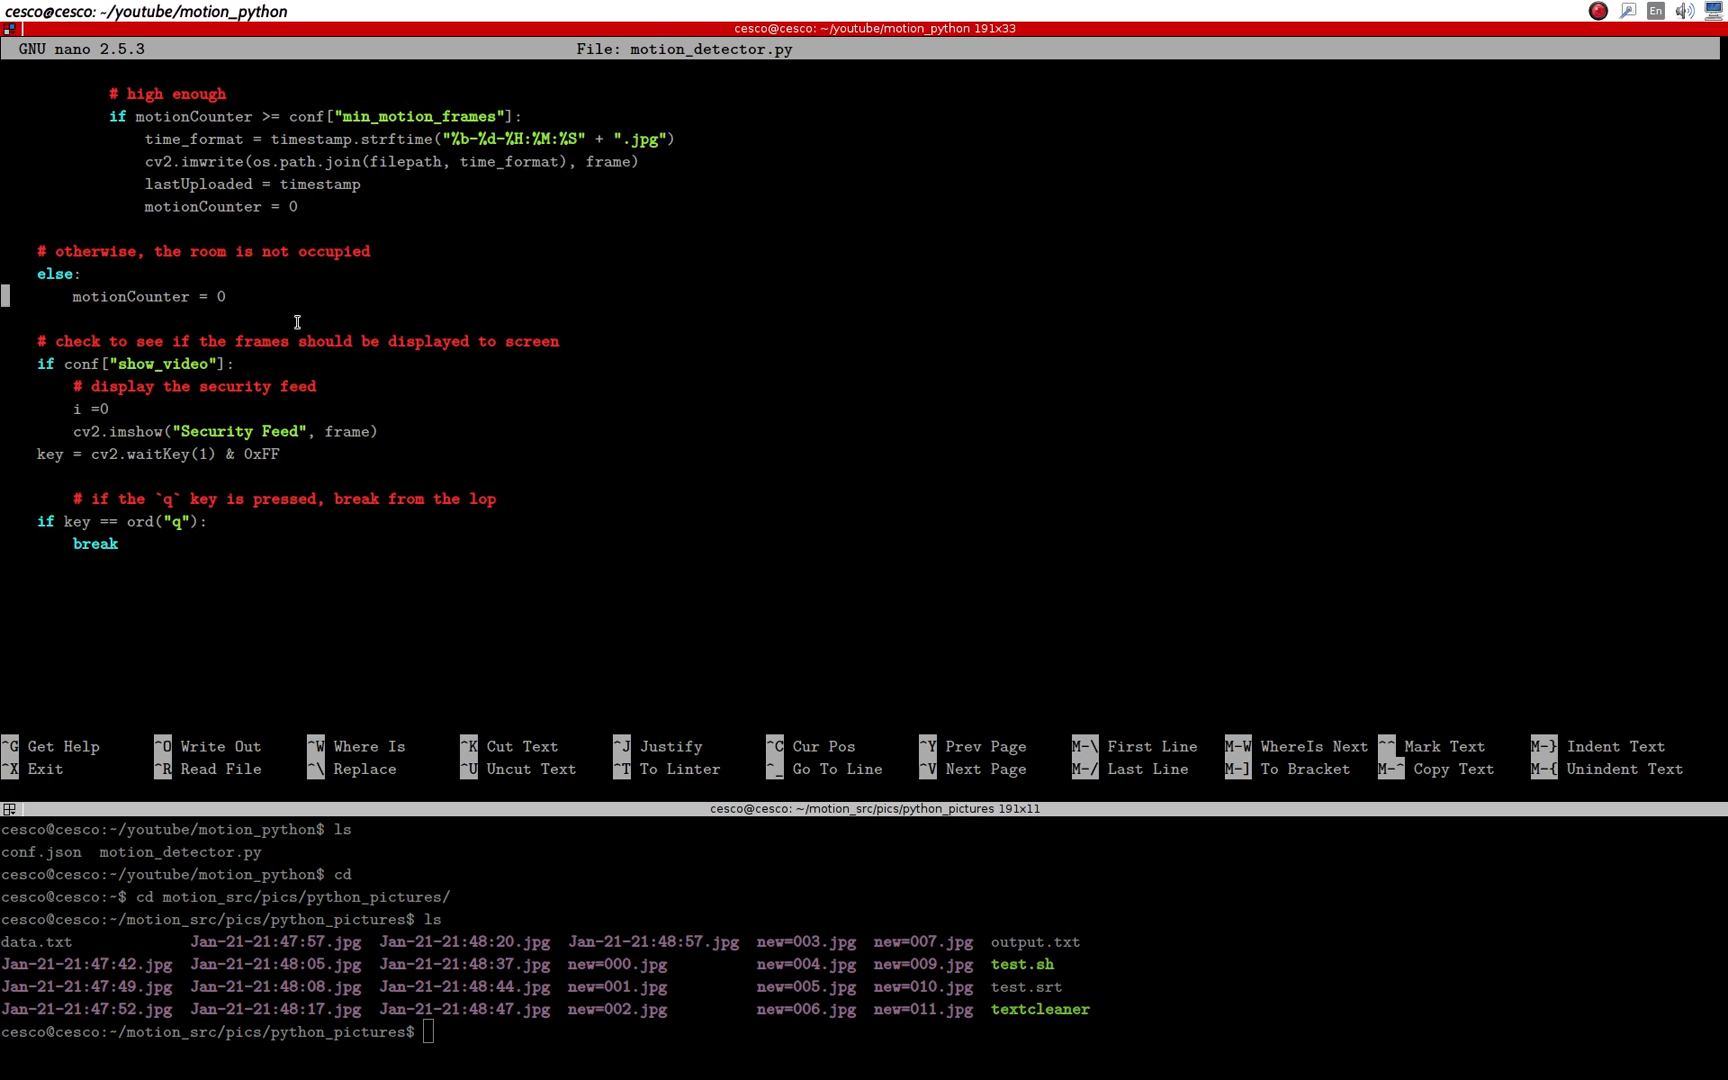 cesco@cesco: ~/youtube/motion_python
En
cesco@cesco: ~/youtube/motion_python 191x33
GNU nano 2.5.3 File: motion_detector.py
# high enough
if motionCounter >= conf["min_motion_frames"]:
time_format = timestamp.strftime("%b-%d-%H:%M:%S" + ".jpg")
cv2.imwrite(os.path.join(filepath, time_format), frame)
lastUploaded = timestamp
motionCounter = 0
# otherwise, the room is not occupied
else:
motionCounter = 0
# check to see if the frames should be displayed to screen
if conf["show_video"]:
# display the security feed
i =0
cv2.imshow("Security Feed", frame)
key = cv2.waitKey(1) & 0xFF
# if the `q` key is pressed, break from the lop
if key == ord("q"):
break
^G Get Help ^O Write Out ^W Where Is ^K Cut Text ^J Justify ^C Cur Pos ^Y Prev Page M-\ First Line M-W WhereIs Next ^^ Mark Text M-} Indent Text
^X Exit ^R Read File ^\ Replace ^U Uncut Text ^T To Linter ^_ Go To Line ^V Next Page M-/ Last Line M-] To Bracket M-^ Copy Text M-{ Unindent Text
cesco@cesco: ~/motion_src/pics/python_pictures 191x11
cesco@cesco:~/youtube/motion_python$ ls
conf.json motion_detector.py
cesco@cesco:~/youtube/motion_python$ cd
cesco@cesco:~$ cd motion_src/pics/python_pictures/
cesco@cesco:~/motion_src/pics/python_pictures$ ls
data.txt Jan-21-21:47:57.jpg Jan-21-21:48:20.jpg Jan-21-21:48:57.jpg new=003.jpg new=007.jpg output.txt
Jan-21-21:47:42.jpg Jan-21-21:48:05.jpg Jan-21-21:48:37.jpg new=000.jpg new=004.jpg new=009.jpg test.sh
Jan-21-21:47:49.jpg Jan-21-21:48:08.jpg Jan-21-21:48:44.jpg new=001.jpg new=005.jpg new=010.jpg test.srt
Jan-21-21:47:52.jpg Jan-21-21:48:17.jpg Jan-21-21:48:47.jpg new=002.jpg new=006.jpg new=011.jpg textcleaner
cesco@cesco:~/motion_src/pics/python_pictures$